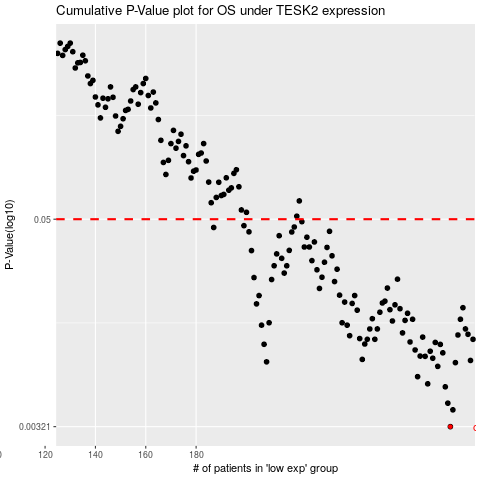 Cumulative P-Value plot for OS under TESK2 expression
P-Value(log10)
0.05
0.00321
0 120 140 160 180
# of patients in 'low exp' group